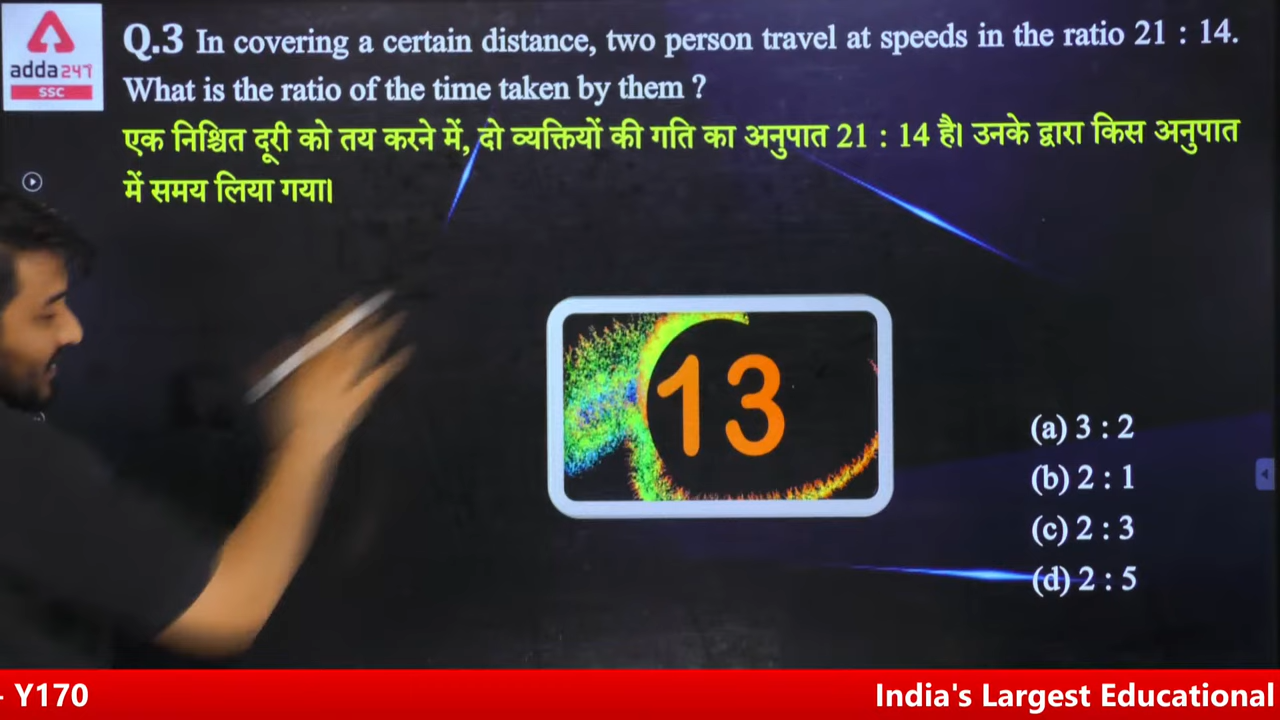 adda247
SSC
Q.3 In covering a certain distance, two person travel at speeds in the ratio 21 : 14.
What is the ratio of the time taken by them ?
एक निश्चित दूरी को तय करने में, दो व्यक्तियों की गति का अनुपात 21 : 14 है। उनके द्वारा किस अनुपात
में समय लिया गया।
13
(a) 3 : 2
(b) 2 : 1
(c) 2 : 3
(d) 2 : 5
- Y170
India's Largest Educational